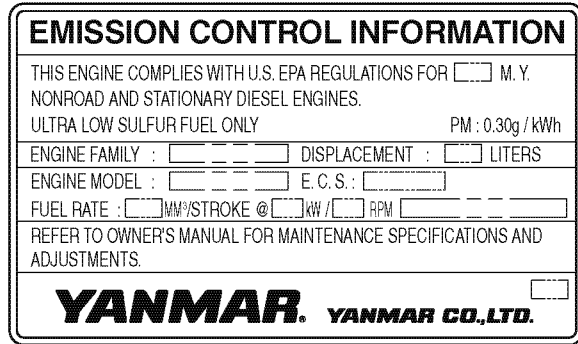 EMISSION CONTROL INFORMATION
THIS ENGINE COMPLIES WITH U.S. EPA REGULATIONS FOR M. Y.
NONROAD AND STATIONARY DIESEL ENGINES.
ULTRA LOW SULFUR FUEL ONLY PM : 0.30g / kWh
ENGINE FAMILY : DISPLACEMENT : LITERS
ENGINE MODEL : E. C. S. :
FUEL RATE : MM³/STROKE @ kW / RPM
REFER TO OWNER'S MANUAL FOR MAINTENANCE SPECIFICATIONS AND
ADJUSTMENTS.
YANMAR. YANMAR CO.,LTD.